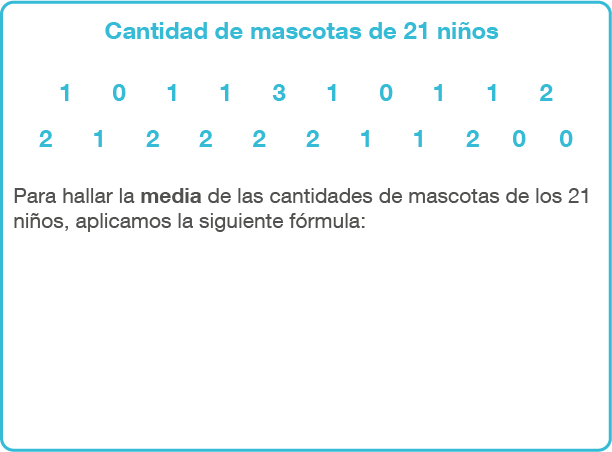 Cantidad de mascotas de 21 niños
1 0 1 1 3 1 0 1 1 2
2 1 2 2 2 2 1 1 2 0 0
Para hallar la media de las cantidades de mascotas de los 21
niños, aplicamos la siguiente fórmula: